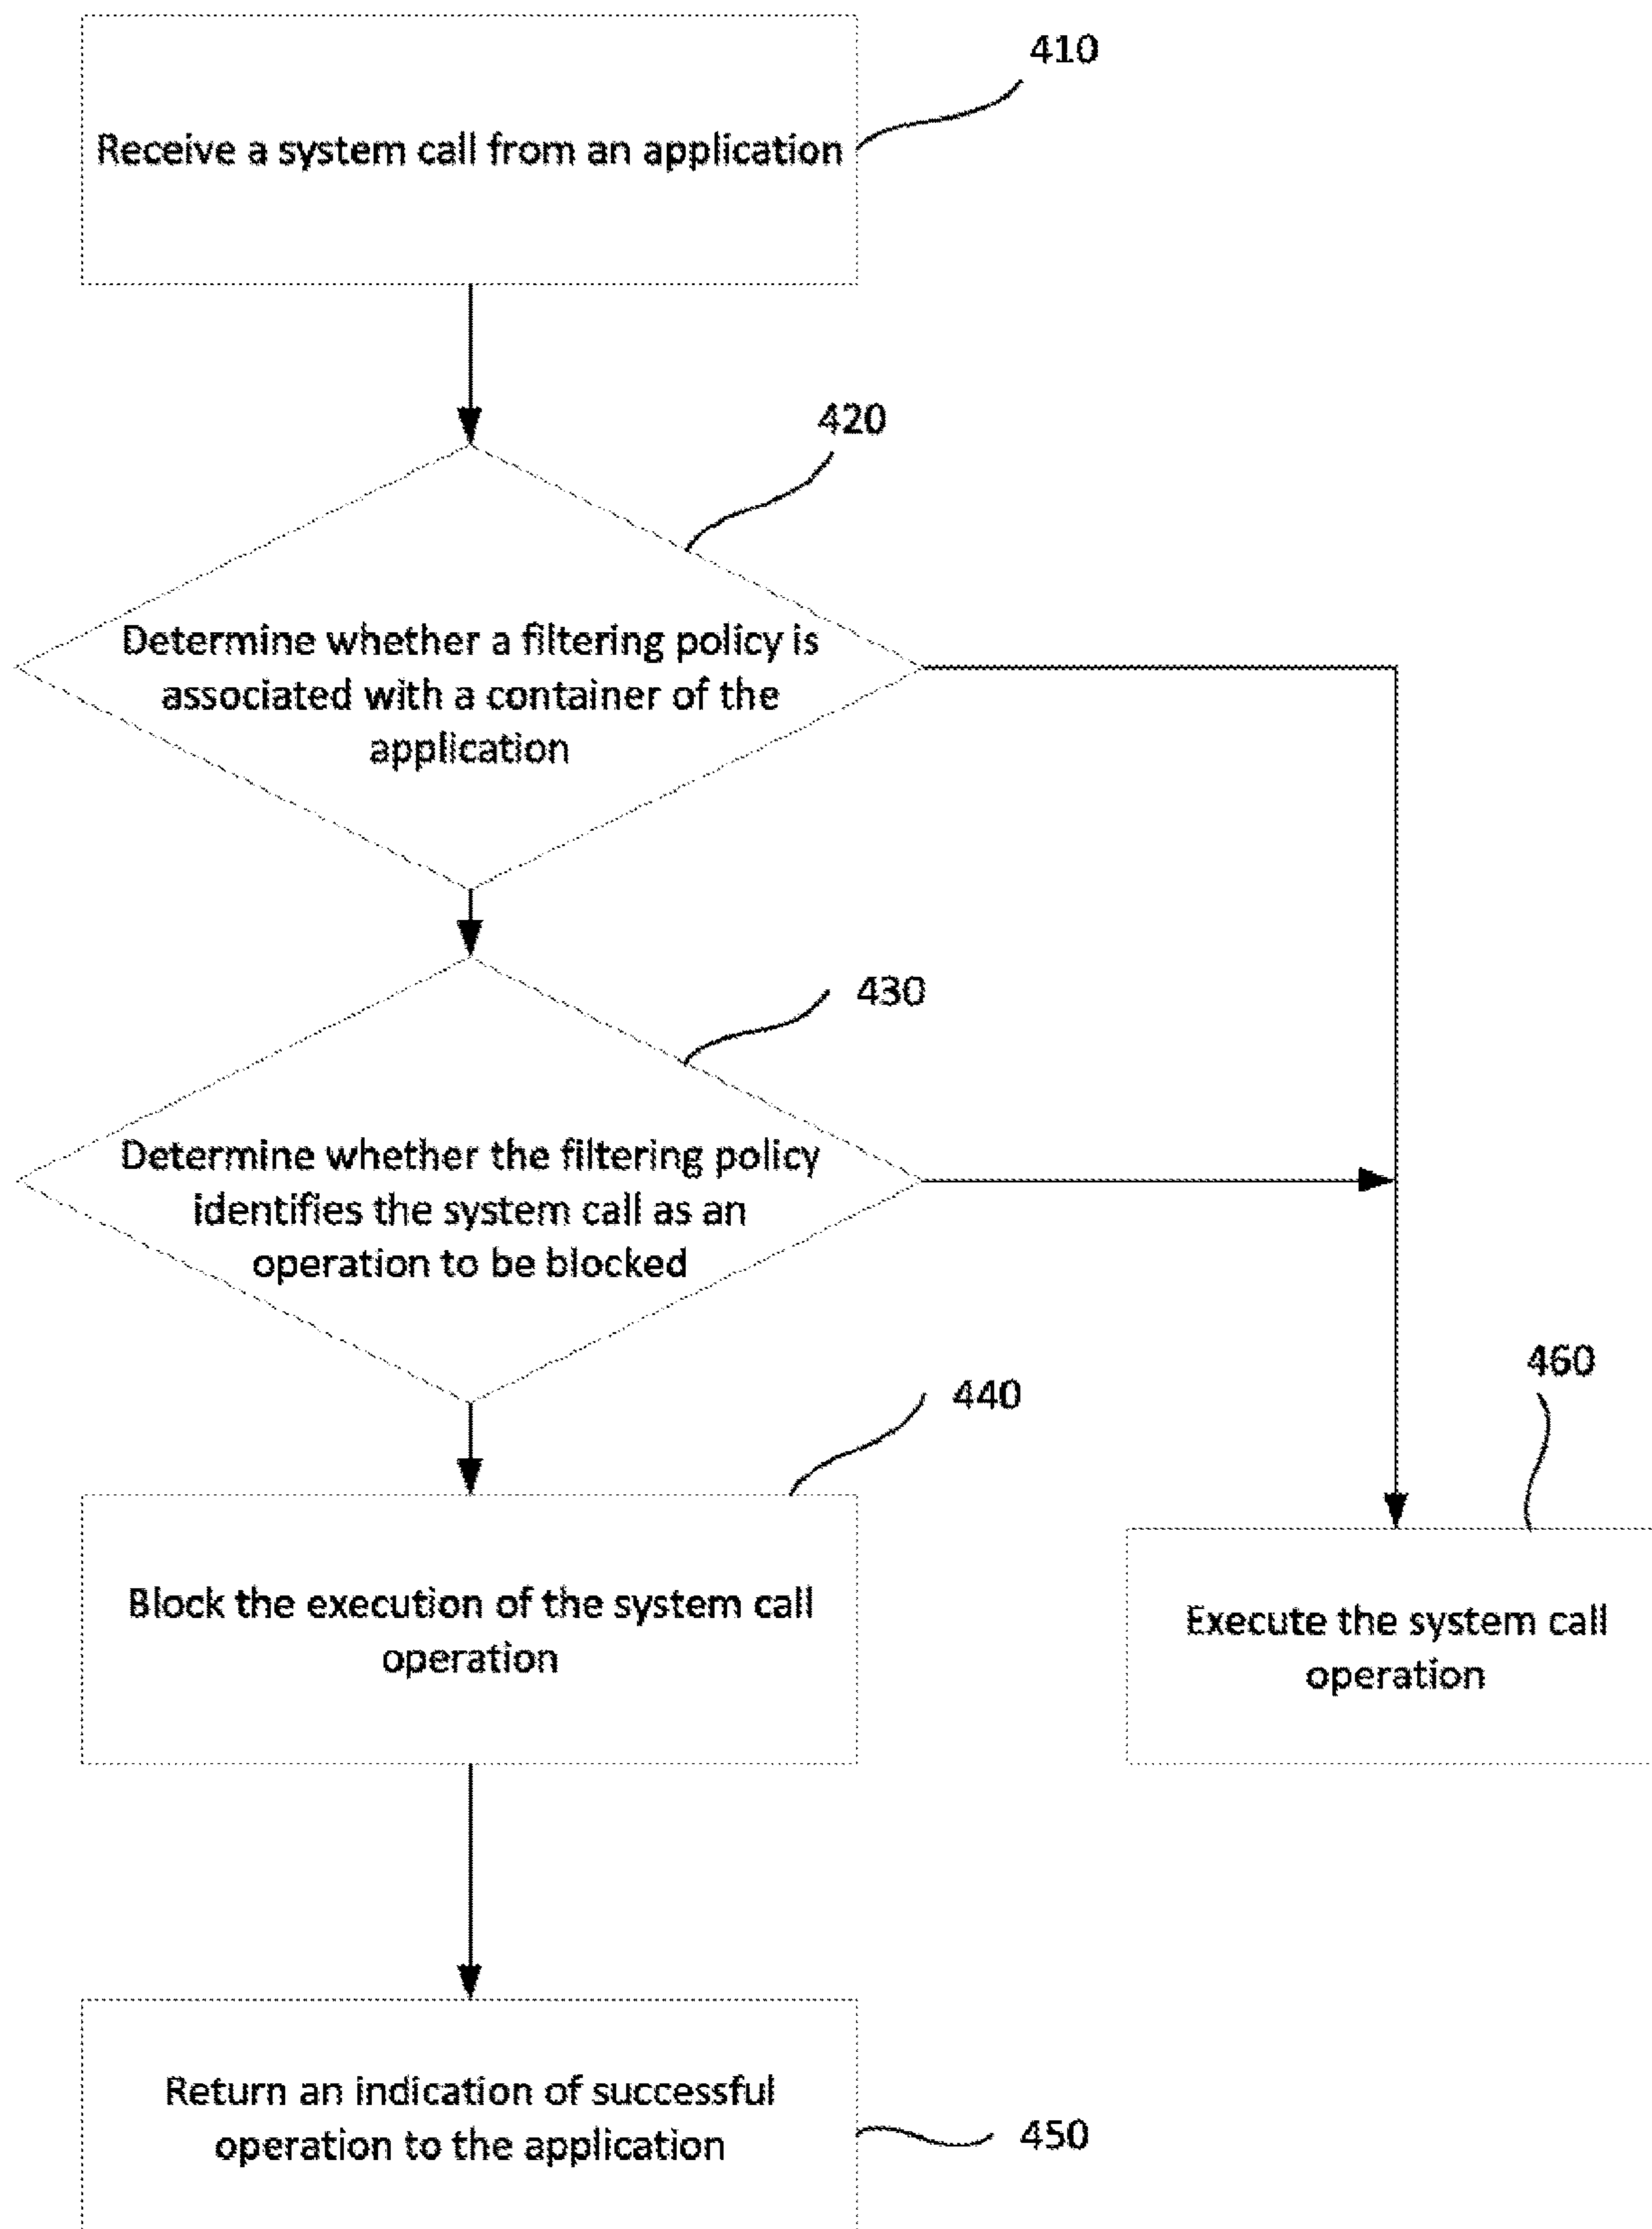 410
Receive a system call from an application
420
Determine whether a filtering policy is
associated with a container of the
application
430
Determine whether the filtering policy
identifies the system call as an
operation to be blocked
440
460
Block the execution of the system call
operation
Execute the system call
operation
Return an indication of successful
operation to the application
450